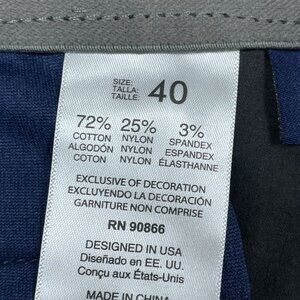 SIZE:
TALLA:
TAILLE:
40
72% 25% 3%
COTTON NYLON SPANDEX
ALGODÓN NYLON ESPANDEX
COTON NYLON ÉLASTHANNE
EXCLUSIVE OF DECORATION
EXCLUYENDO LA DECORACIÓN
GARNITURE NON COMPRISE
RN 90866
DESIGNED IN USA
Diseñado en EE. UU.
Conçu aux États-Unis
MADE IN CHINA